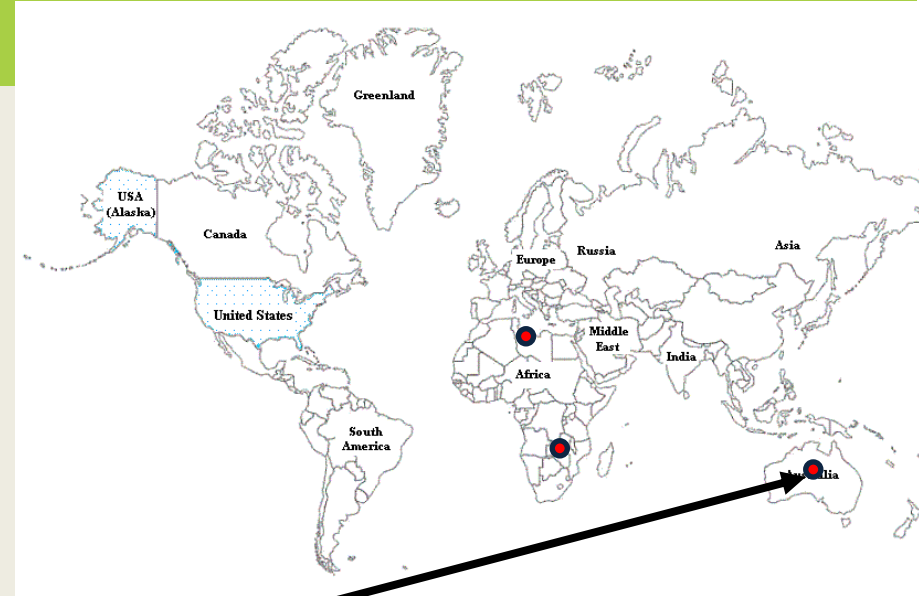 Greenland
USA
(Alaska)
Canada
Russia
Asia
Europe
United States
Middle
East
India
Africa
South
America